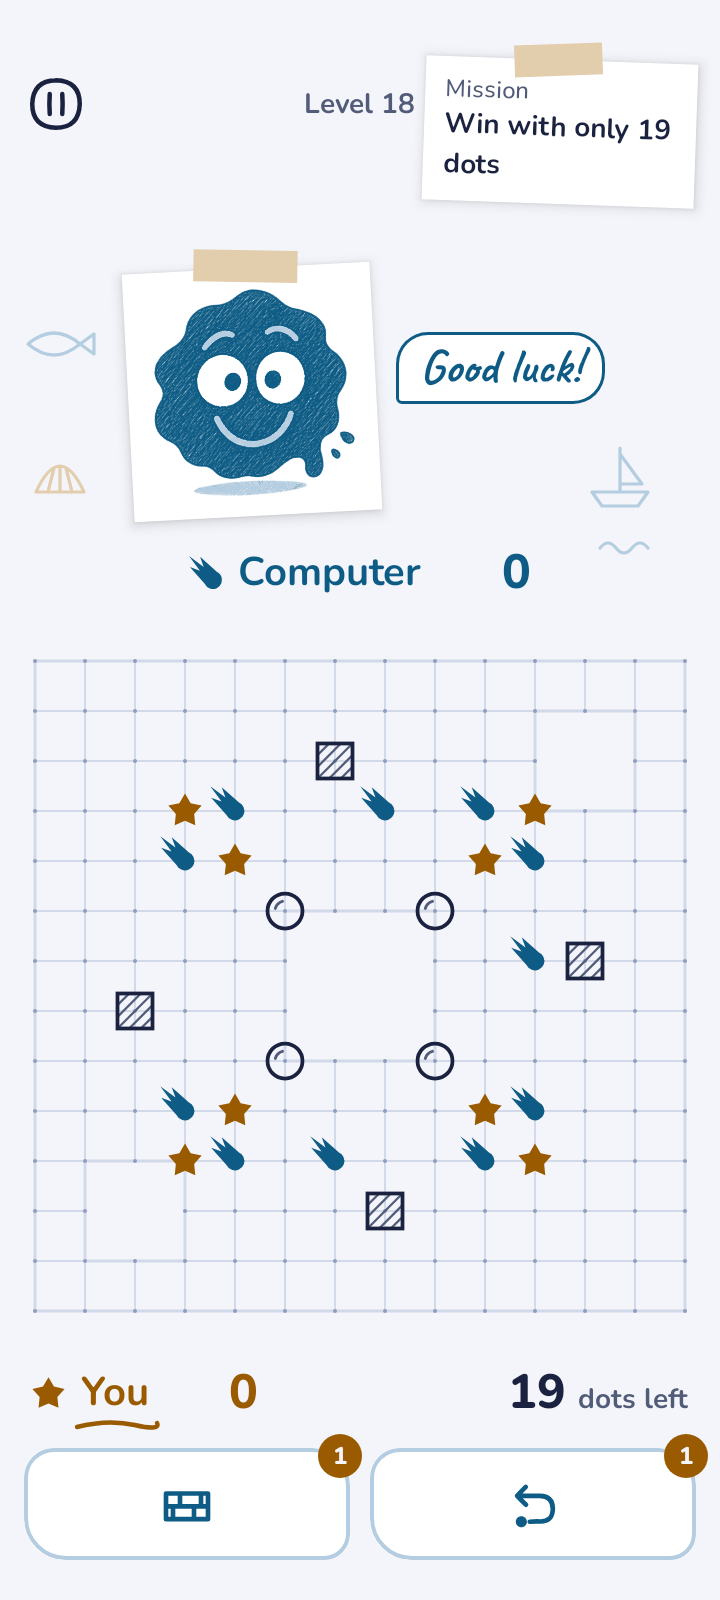 Level 18
Mission
Win with only 19
dots
Good luck!
Computer 0
You 0 19 dots left
1 1